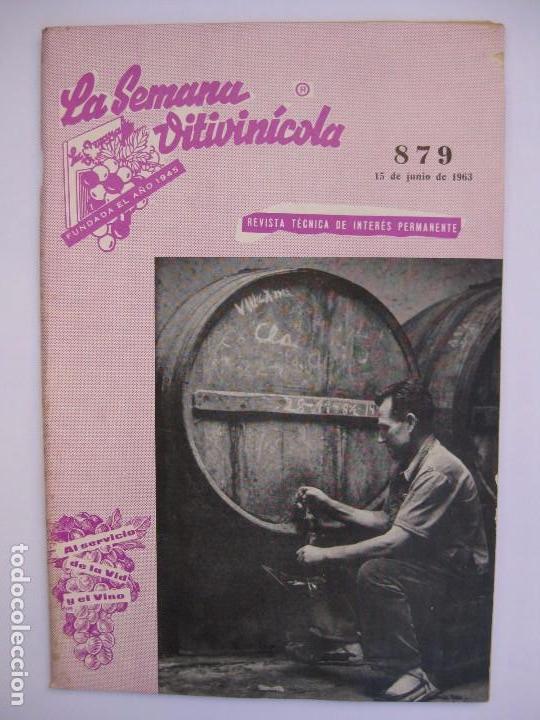 La Semana
Vitivinícola
®
879
15 de junio de 1963
FUNDADA EL AÑO 1945
REVISTA TÉCNICA DE INTERÉS PERMANENTE
Al servicio
de la Vid
y el Vino
todocoleccion.net